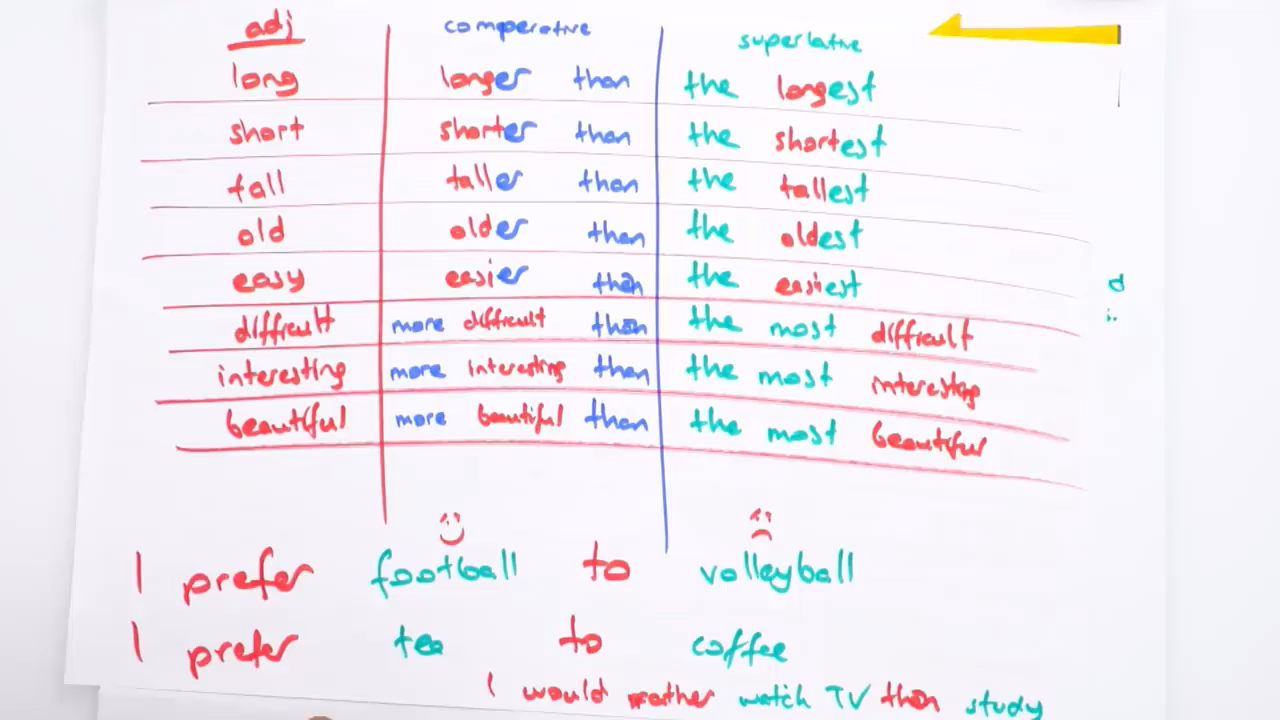 adj comperative superlative
long longer than the longest
short shorter than the shortest
tall taller than the tallest
old older than the oldest
easy easier than the easiest
difficult more difficult than the most difficult
interesting more interesting than the most interesting
beautiful more beautiful than the most beautiful
I prefer football to volleyball
I prefer tea to coffee
I would rather watch TV than study